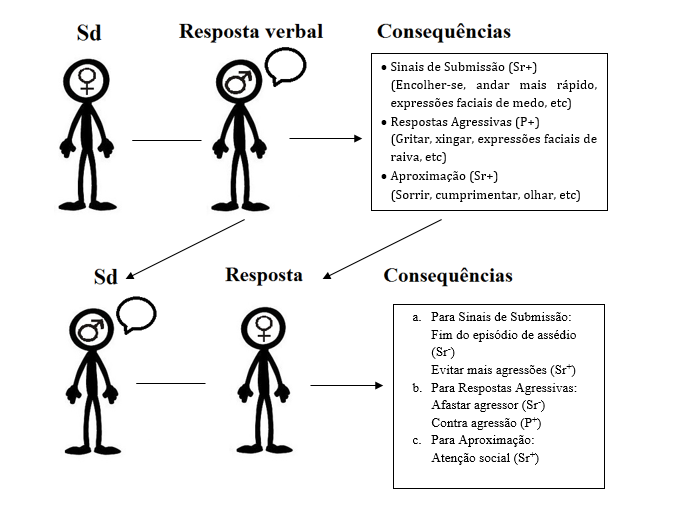 Sd Resposta verbal Consequências
• Sinais de Submissão (Sr+)
(Encolher-se, andar mais rápido,
expressões faciais de medo, etc)
• Respostas Agressivas (P+)
(Gritar, xingar, expressões faciais de
raiva, etc)
• Aproximação (Sr+)
(Sorrir, cumprimentar, olhar, etc)
Sd Resposta Consequências
a. Para Sinais de Submissão:
Fim do episódio de assédio
(Sr-)
Evitar mais agressões (Sr+)
b. Para Respostas Agressivas:
Afastar agressor (Sr-)
Contra agressão (P+)
c. Para Aproximação:
Atenção social (Sr+)